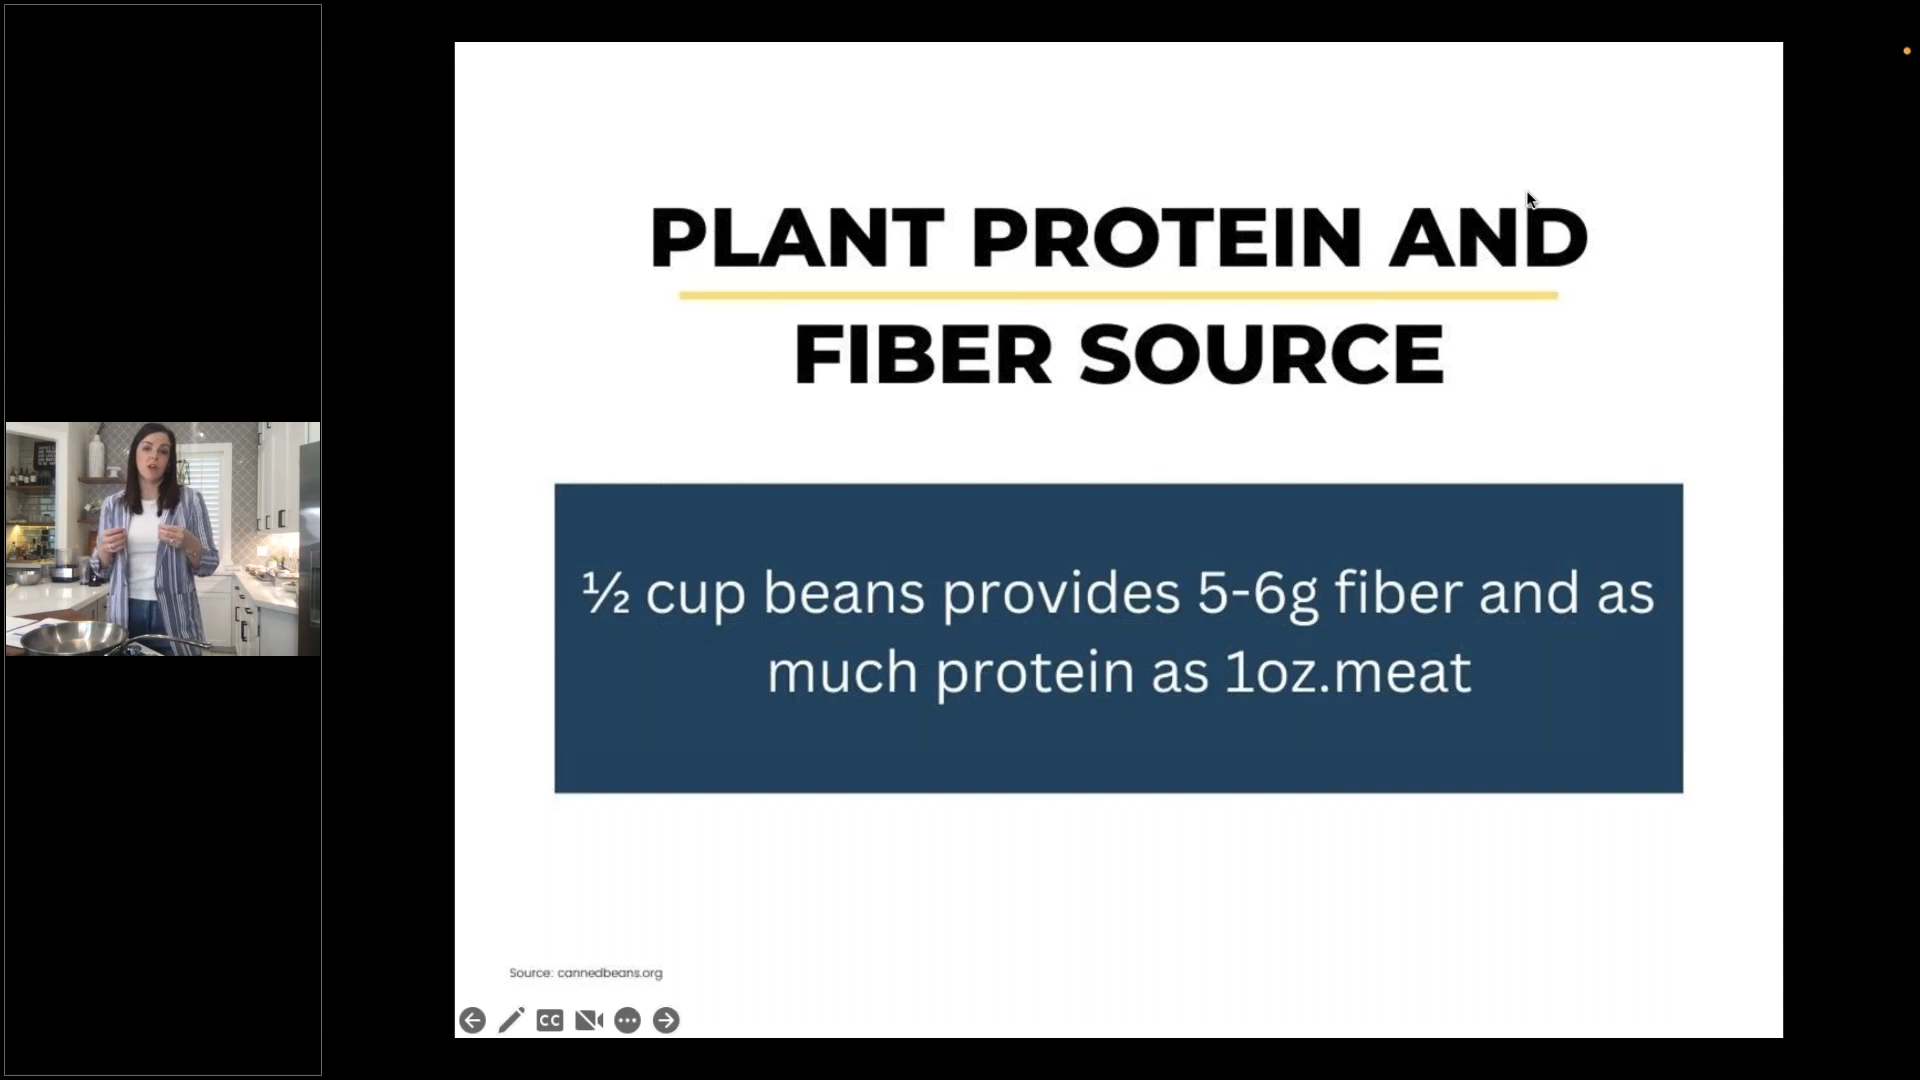 PLANT PROTEIN AND
FIBER SOURCE
½ cup beans provides 5-6g fiber and as
much protein as 1oz.meat
Source: cannedbeans.org
CC